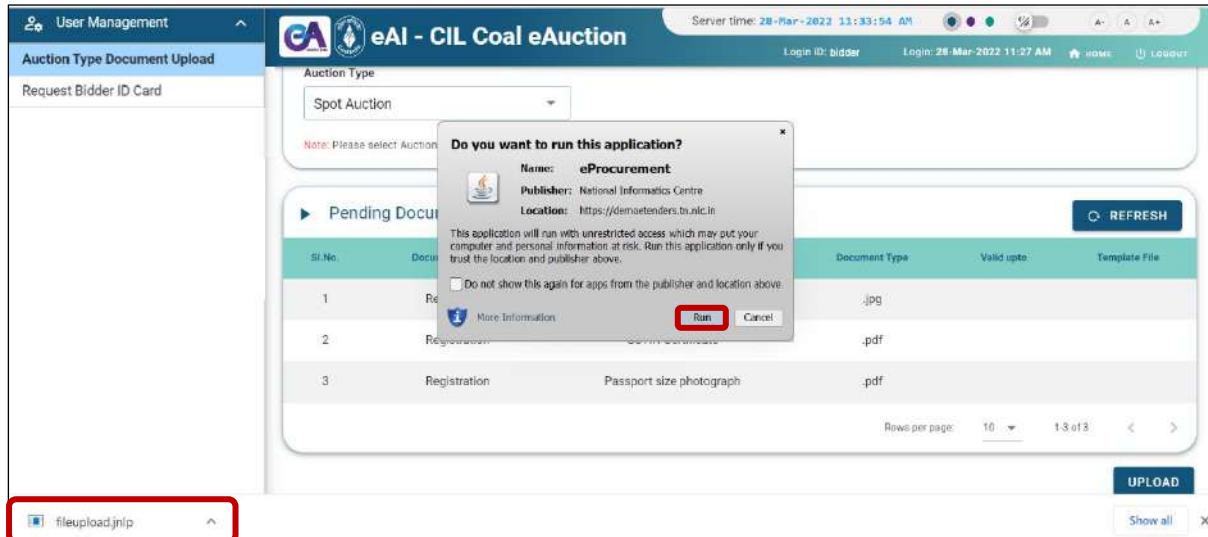 User Management
Auction Type Document Upload
Request Bidder ID Card
eAI - CIL Coal eAuction
Server time: 28-Mar-2022 11:33:54 AM
A- A A+
Login ID: bidder Login: 28-Mar-2022 11:27 AM HOME LOGOUT
Auction Type
Spot Auction
Note: Please select Auction
Do you want to run this application?
Name: eProcurement
Publisher: National Informatics Centre
Location: https://demoetenders.tn.nic.in
This application will run with unrestricted access which may put your
computer and personal information at risk. Run this application only if you
trust the location and publisher above.
Do not show this again for apps from the publisher and location above.
More Information Run Cancel
Pending Docu
REFRESH
Sl.No. Docu Document Type Valid upto Template File
1 Re .jpg
2 Registration .pdf
3 Registration Passport size photograph .pdf
Rows per page: 10 1-3 of 3
UPLOAD
fileupload.jnlp Show all